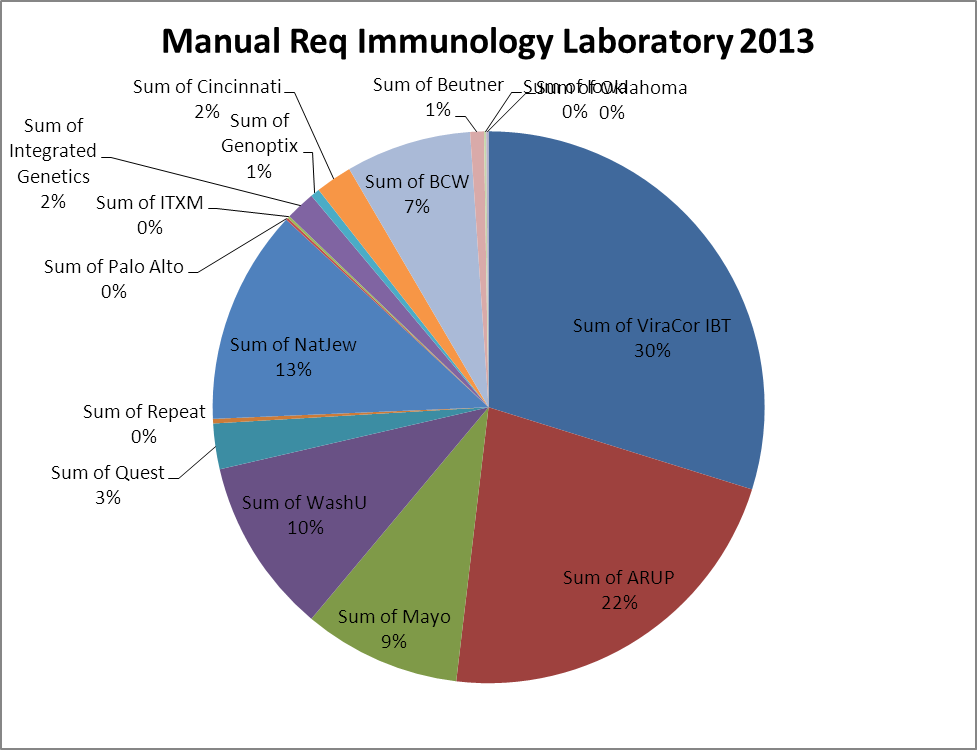 Manual Req Immunology Laboratory 2013
Sum of Cincinnati
2%
Sum of Beutner
1%
Sum of Iowa
0%
Sum of Oklahoma
0%
Sum of
Genoptix
1%
Sum of
Integrated
Genetics
2%
Sum of BCW
7%
Sum of ITXM
0%
Sum of Palo Alto
0%
Sum of ViraCor IBT
30%
Sum of NatJew
13%
Sum of Repeat
0%
Sum of Quest
3%
Sum of WashU
10%
Sum of ARUP
22%
Sum of Mayo
9%